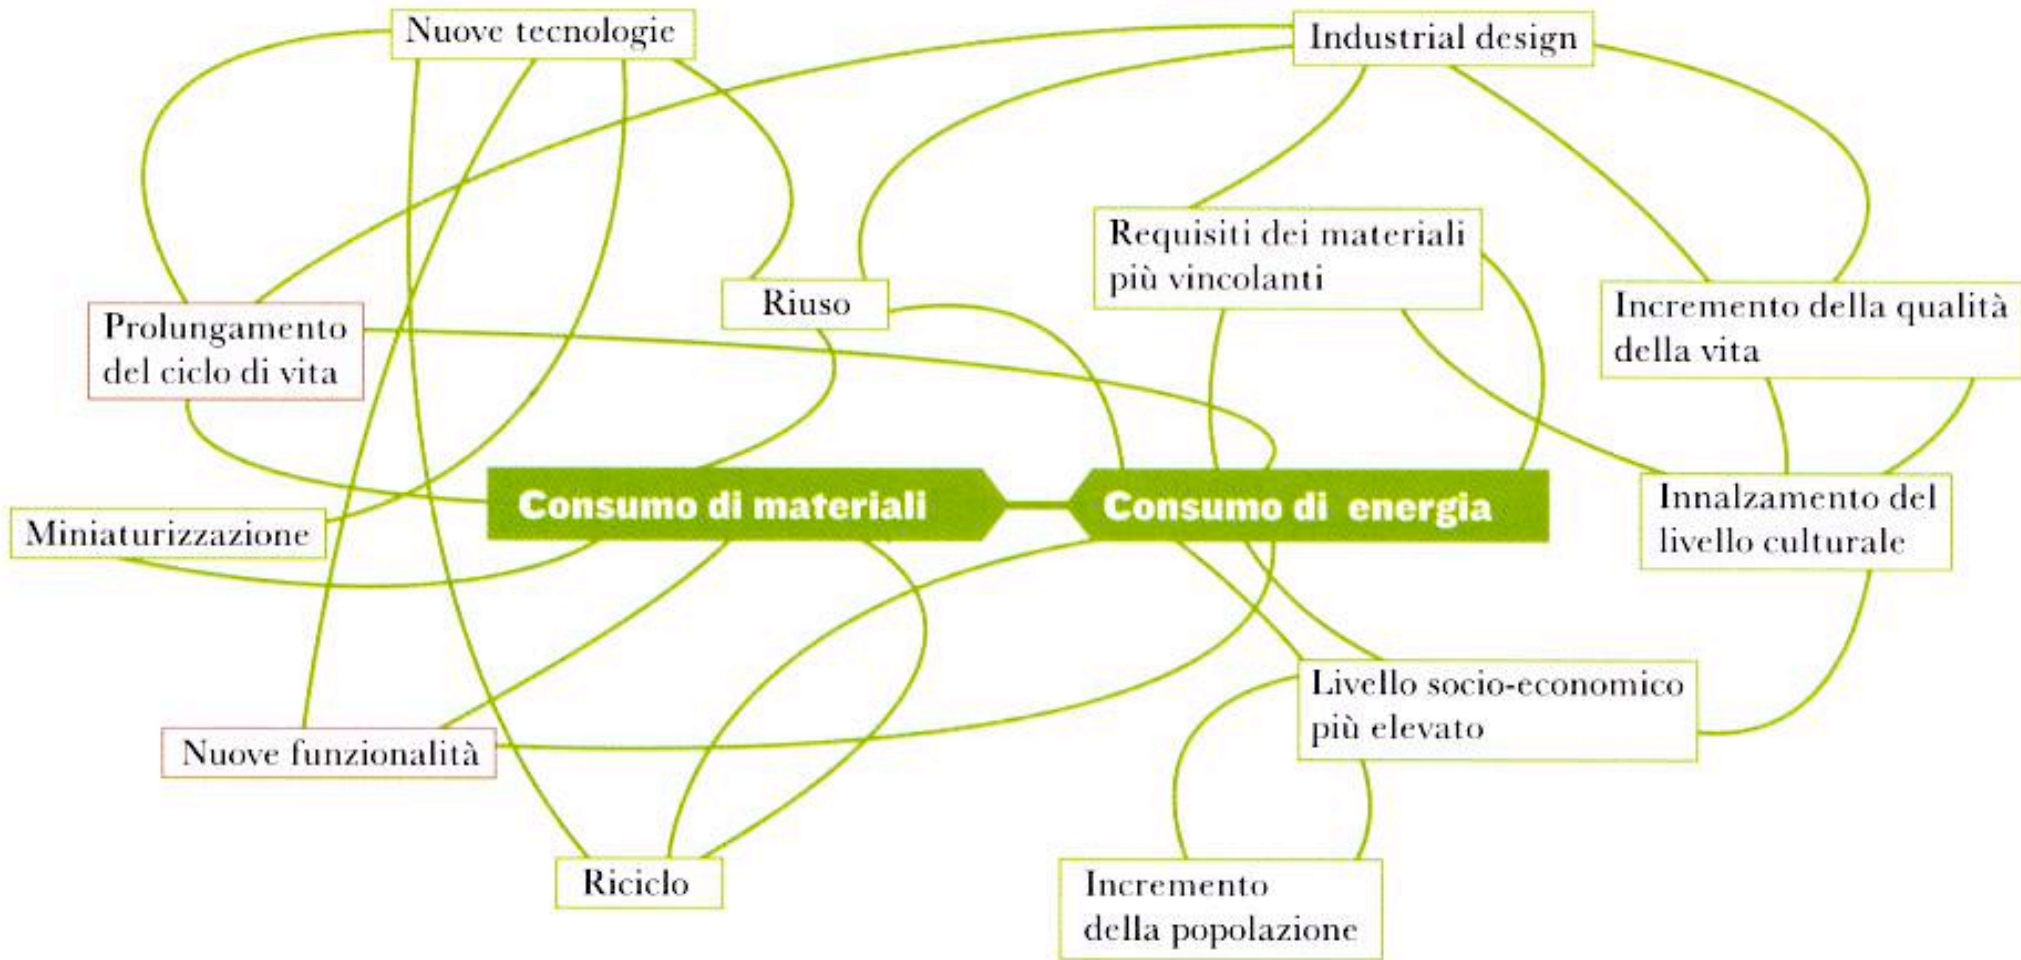 Nuove tecnologie
Industrial design
Requisiti dei materiali
più vincolanti
Riuso
Incremento della qualità
della vita
Prolungamento
del ciclo di vita
Consumo di materiali
Consumo di energia
Innalzamento del
livello culturale
Miniaturizzazione
Livello socio-economico
più elevato
Nuove funzionalità
Riciclo
Incremento
della popolazione